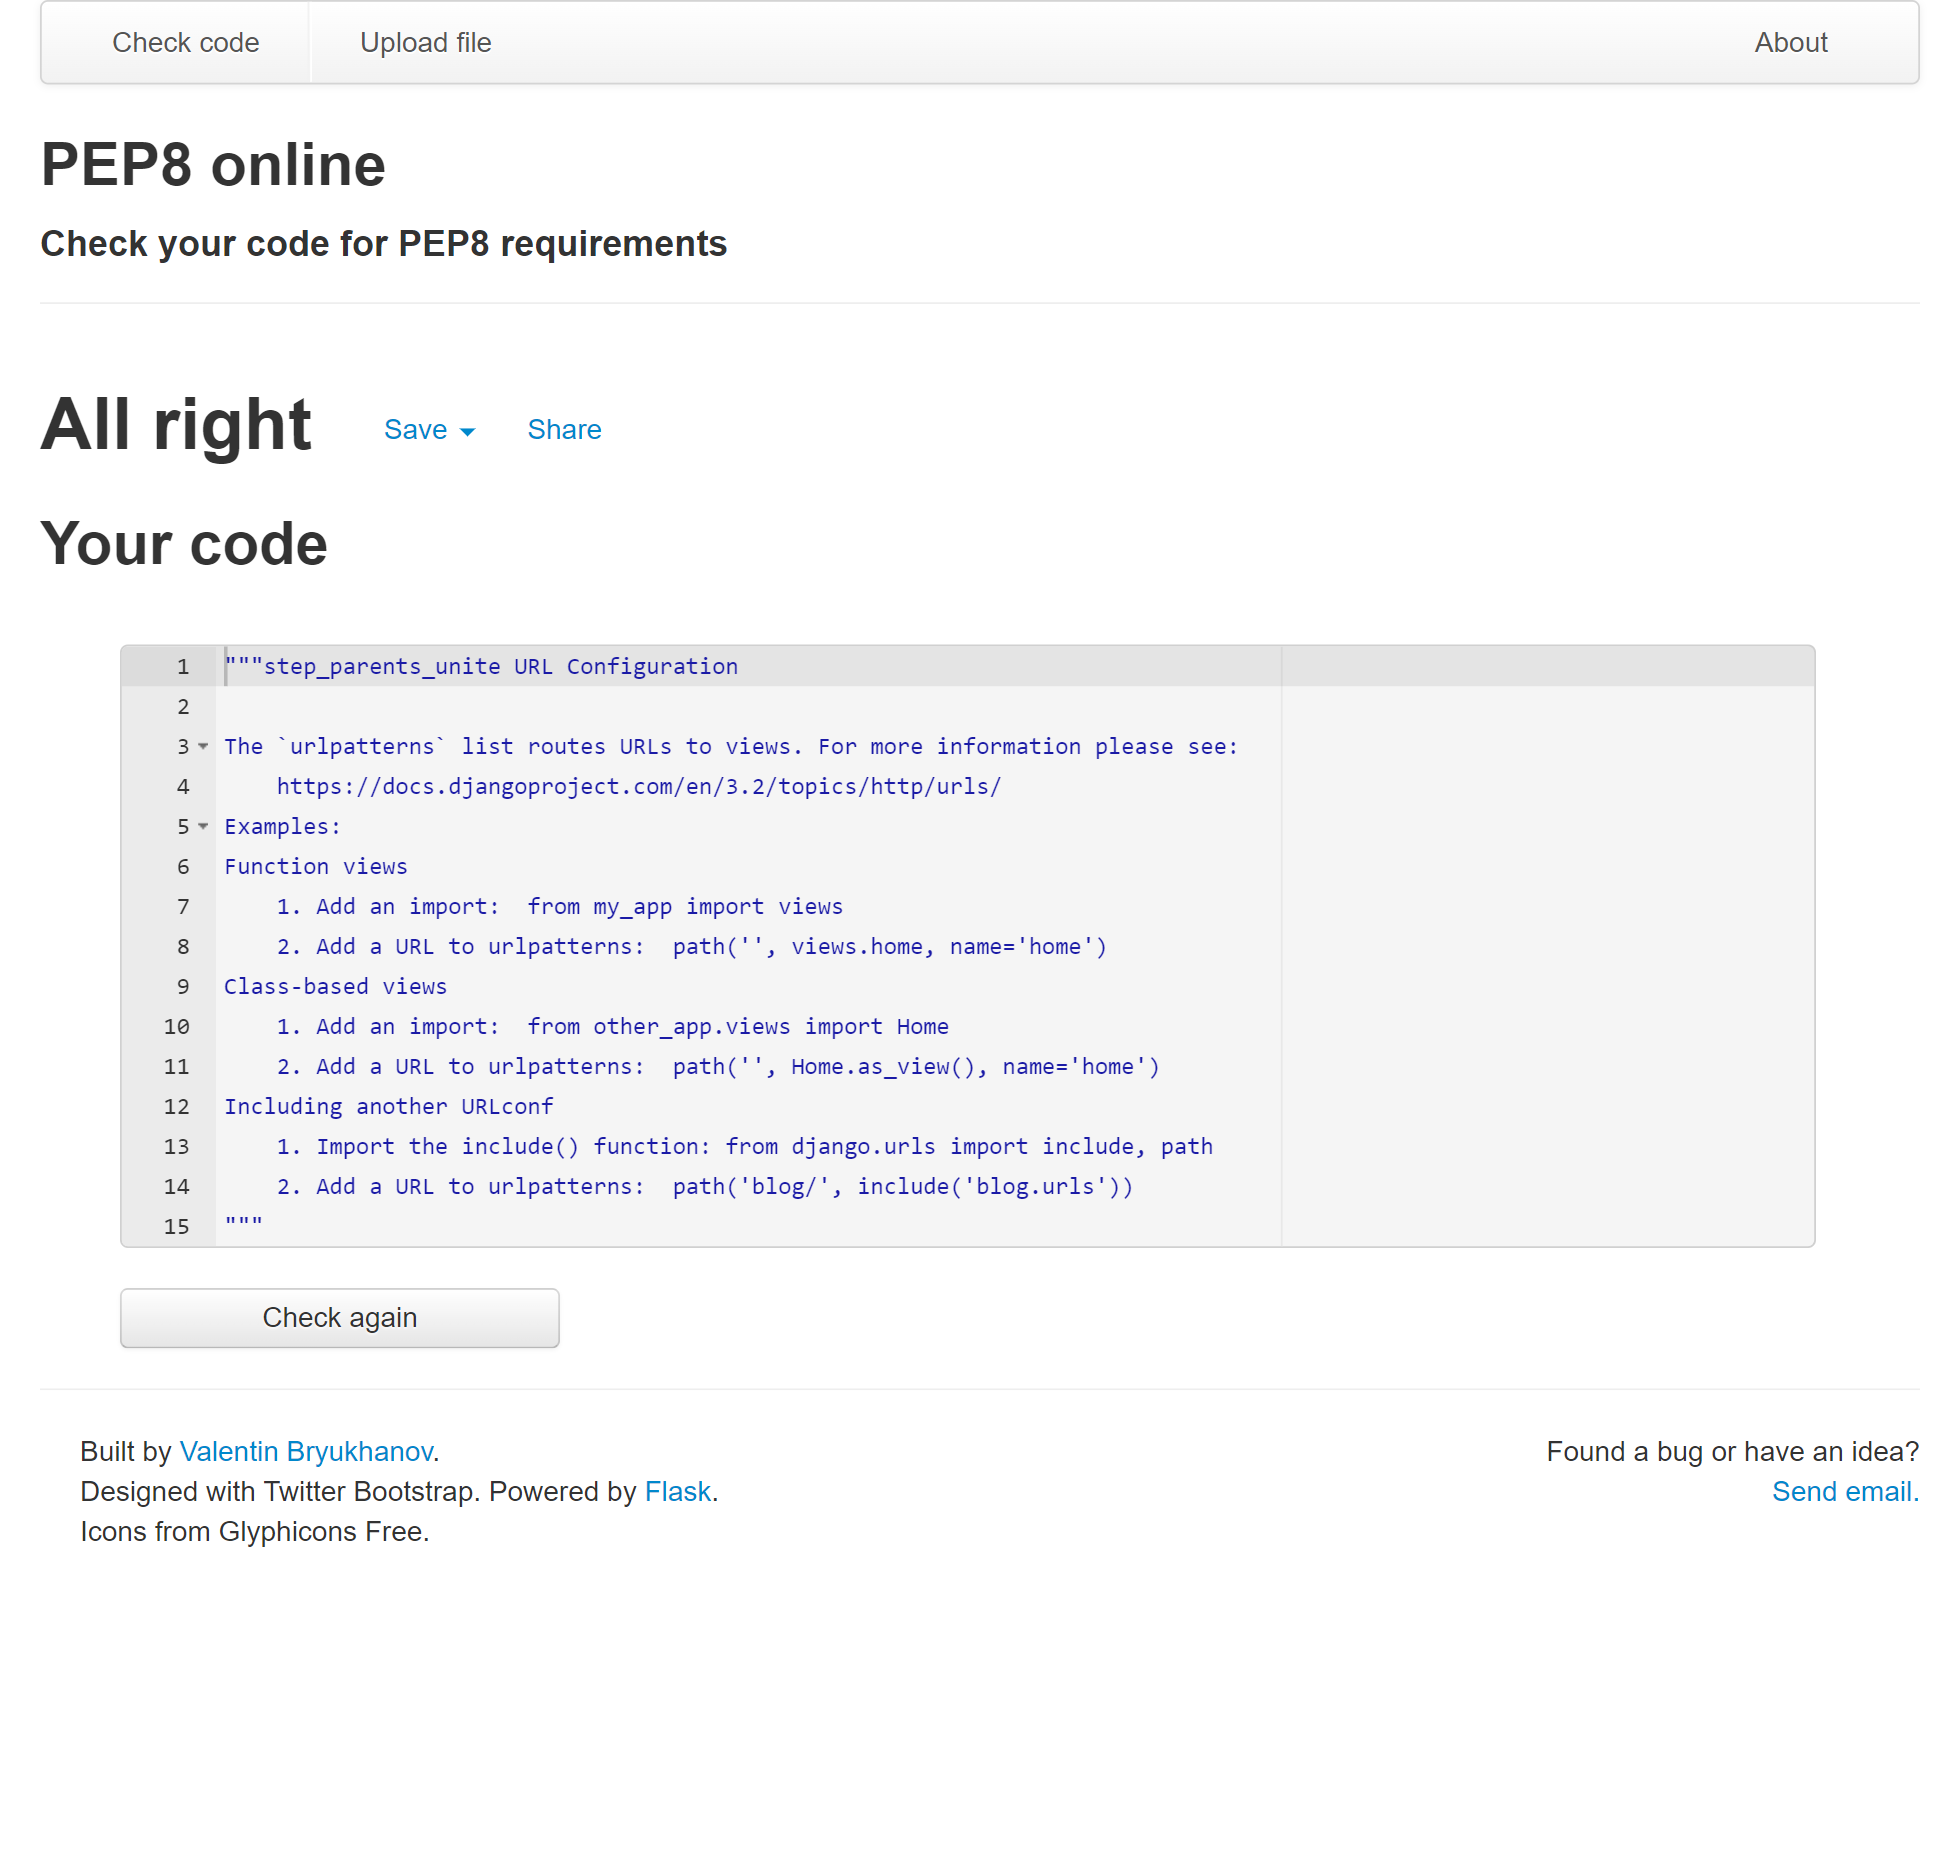 Check code
Upload file
About
PEP8 online
Check your code for PEP8 requirements
All right
Save
Share
Your code
1 """step_parents_unite URL Configuration
2
3 The `urlpatterns` list routes URLs to views. For more information please see:
4     https://docs.djangoproject.com/en/3.2/topics/http/urls/
5 Examples:
6 Function views
7     1. Add an import:  from my_app import views
8     2. Add a URL to urlpatterns:  path('', views.home, name='home')
9 Class-based views
10     1. Add an import:  from other_app.views import Home
11     2. Add a URL to urlpatterns:  path('', Home.as_view(), name='home')
12 Including another URLconf
13     1. Import the include() function: from django.urls import include, path
14     2. Add a URL to urlpatterns:  path('blog/', include('blog.urls'))
15 """
Check again
Built by Valentin Bryukhanov.
Designed with Twitter Bootstrap. Powered by Flask.
Icons from Glyphicons Free.
Found a bug or have an idea?
Send email.